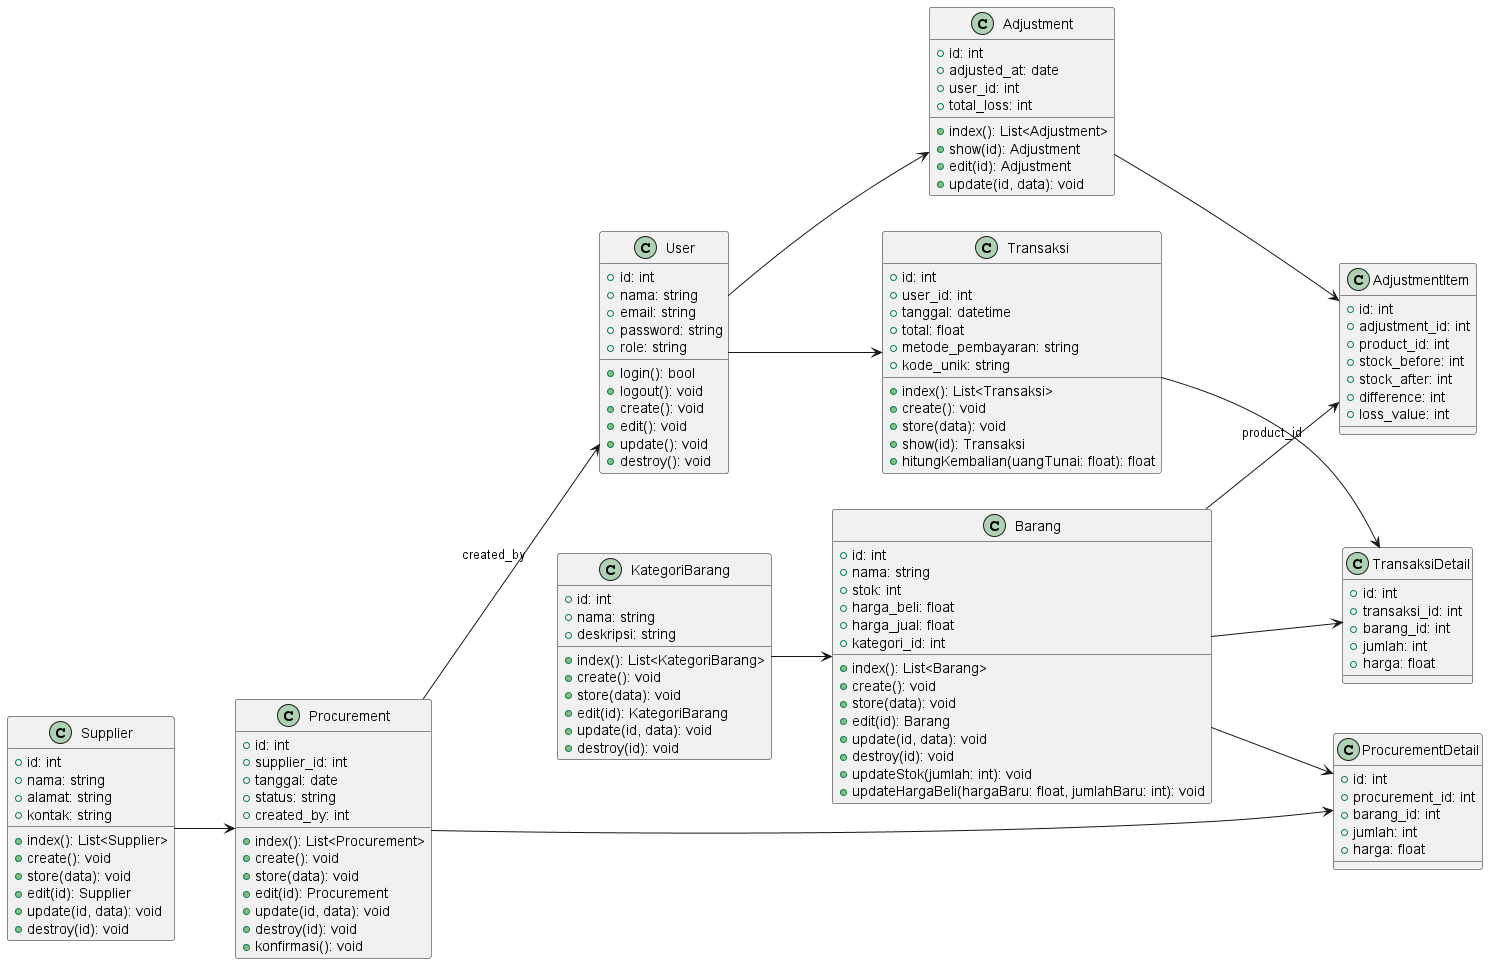 C Adjustment
id: int
adjusted_at: date
user_id: int
total_loss: int
index(): List<Adjustment>
show(id): Adjustment
edit(id): Adjustment
update(id, data): void
C User
id: int
nama: string
email: string
password: string
role: string
login(): bool
logout(): void
create(): void
edit(): void
update(): void
destroy(): void
C Transaksi
id: int
user_id: int
tanggal: datetime
total: float
metode_pembayaran: string
kode_unik: string
index(): List<Transaksi>
create(): void
store(data): void
show(id): Transaksi
hitungKembalian(uangTunai: float): float
C AdjustmentItem
id: int
adjustment_id: int
product_id: int
stock_before: int
stock_after: int
difference: int
loss_value: int
product_id
created_by
C KategoriBarang
id: int
nama: string
deskripsi: string
index(): List<KategoriBarang>
create(): void
store(data): void
edit(id): KategoriBarang
update(id, data): void
destroy(id): void
C Barang
id: int
nama: string
stok: int
harga_beli: float
harga_jual: float
kategori_id: int
index(): List<Barang>
create(): void
store(data): void
edit(id): Barang
update(id, data): void
destroy(id): void
updateStok(jumlah: int): void
updateHargaBeli(hargaBaru: float, jumlahBaru: int): void
C TransaksiDetail
id: int
transaksi_id: int
barang_id: int
jumlah: int
harga: float
C Supplier
id: int
nama: string
alamat: string
kontak: string
index(): List<Supplier>
create(): void
store(data): void
edit(id): Supplier
update(id, data): void
destroy(id): void
C Procurement
id: int
supplier_id: int
tanggal: date
status: string
created_by: int
index(): List<Procurement>
create(): void
store(data): void
edit(id): Procurement
update(id, data): void
destroy(id): void
konfirmasi(): void
C ProcurementDetail
id: int
procurement_id: int
barang_id: int
jumlah: int
harga: float